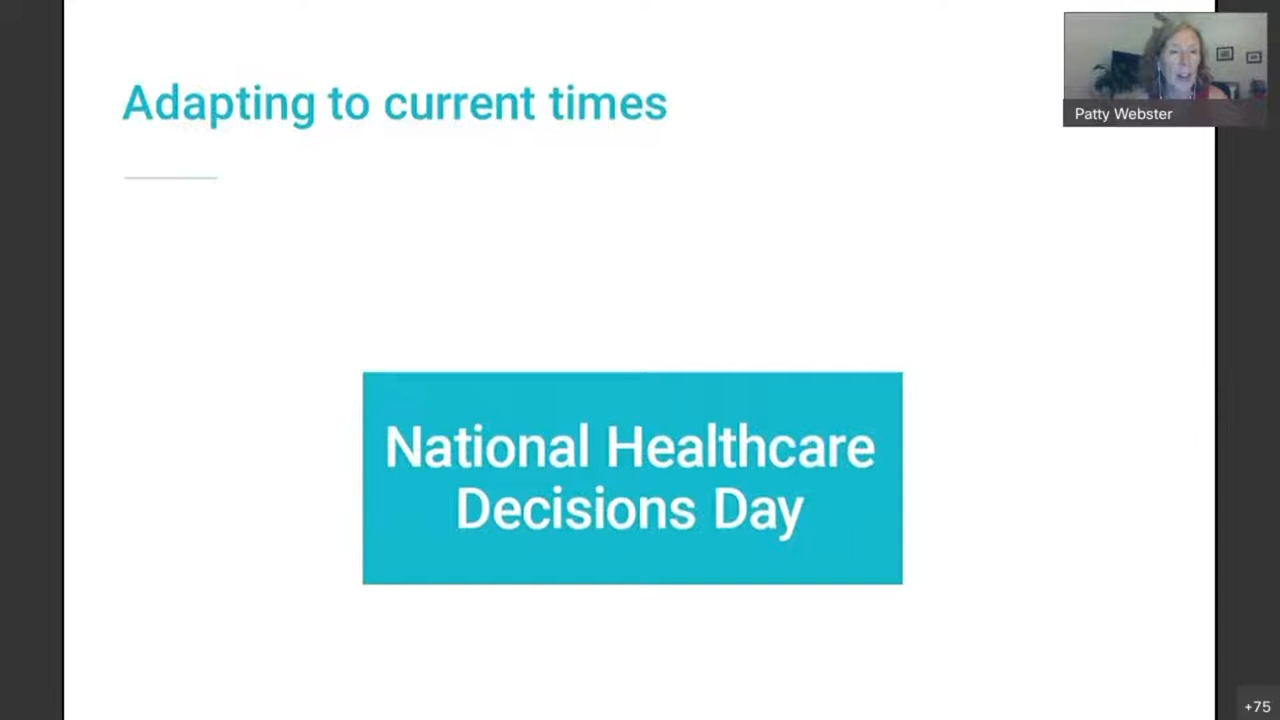 Adapting to current times
Patty Webster
National Healthcare
Decisions Day
+75